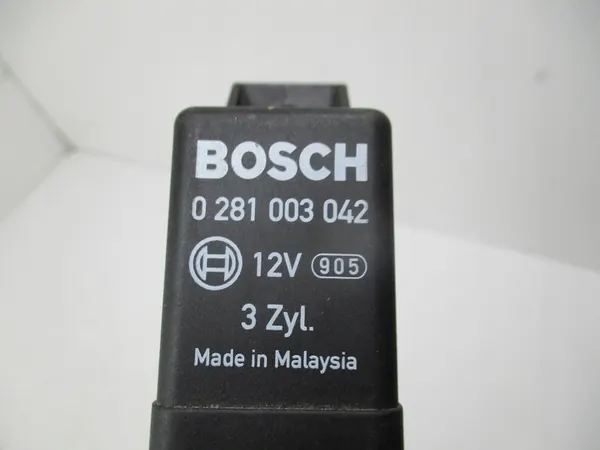 BOSCH
0 281 003 042
12V 905
3 Zyl.
Made in Malaysia